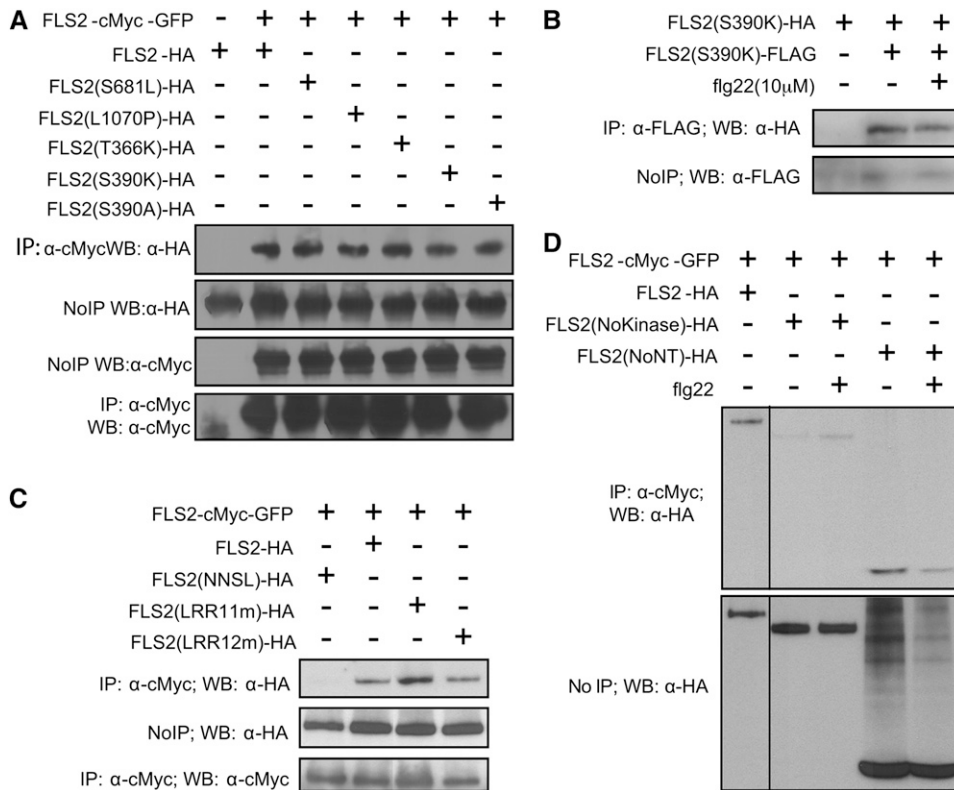 A
FLS2-cMyc-GFP - + + + + + +
FLS2-HA + + - - - - -
FLS2(S681L)-HA - - + - - - -
FLS2(L1070P)-HA - - - + - - -
FLS2(T366K)-HA - - - - + - -
FLS2(S390K)-HA - - - - - + -
FLS2(S390A)-HA - - - - - - +
IP: α-cMycWB: α-HA
NoIP WB:α-HA
NoIP WB:α-cMyc
IP: α-cMyc
WB: α-cMyc
B
FLS2(S390K)-HA + + +
FLS2(S390K)-FLAG - + +
flg22(10μM) - - +
IP: α-FLAG; WB: α-HA
NoIP; WB: α-FLAG
C
FLS2-cMyc-GFP + + + +
FLS2-HA - + - -
FLS2(NNSL)-HA + - - -
FLS2(LRR11m)-HA - - + -
FLS2(LRR12m)-HA - - - +
IP: α-cMyc; WB: α-HA
NoIP; WB: α-HA
IP: α-cMyc; WB: α-cMyc
D
FLS2-cMyc-GFP + + + + +
FLS2-HA + - - - -
FLS2(NoKinase)-HA - + + - -
FLS2(NoNT)-HA - - - + +
flg22 - - + - +
IP: α-cMyc;
WB: α-HA
No IP; WB: α-HA